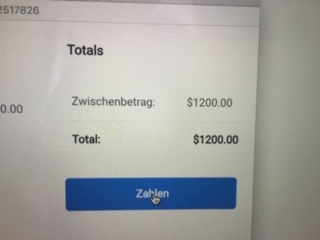 2517826
Totals
0.00
Zwischenbetrag: $1200.00
Total: $1200.00
Zahlen